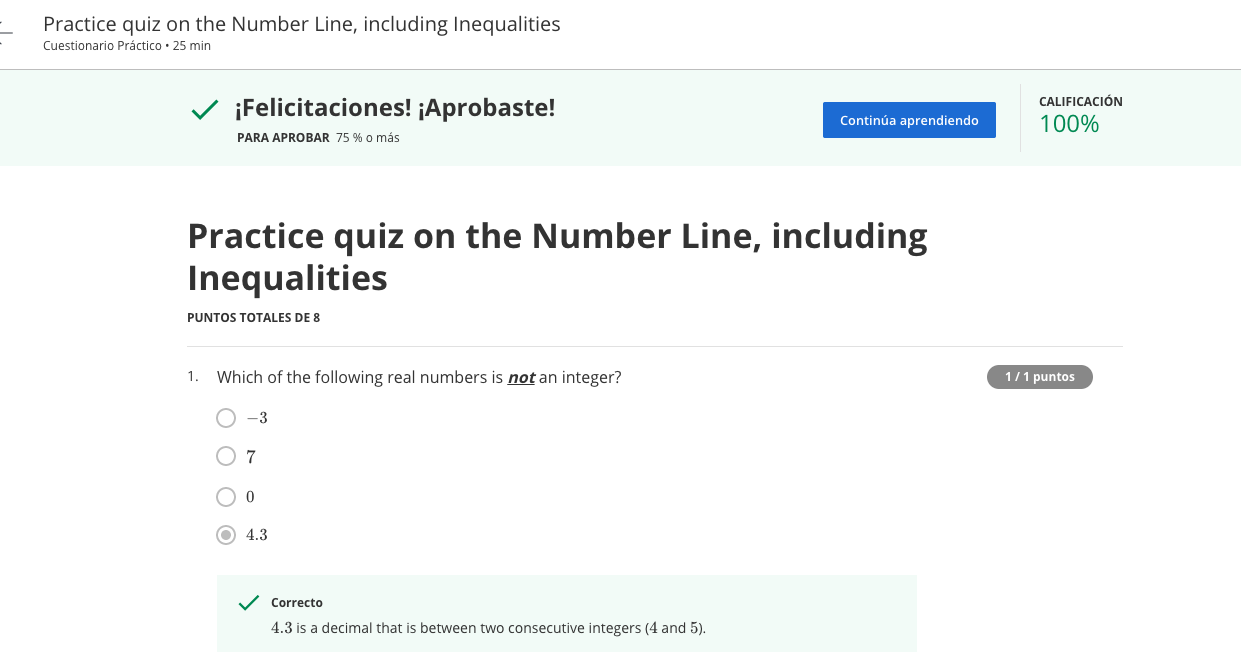 Practice quiz on the Number Line, including Inequalities
Cuestionario Práctico • 25 min
¡Felicitaciones! ¡Aprobaste!
PARA APROBAR 75 % o más
Continúa aprendiendo
CALIFICACIÓN
100%
Practice quiz on the Number Line, including
Inequalities
PUNTOS TOTALES DE 8
1. Which of the following real numbers is not an integer?
1 / 1 puntos
−3
7
0
4.3
Correcto
4.3 is a decimal that is between two consecutive integers (4 and 5).